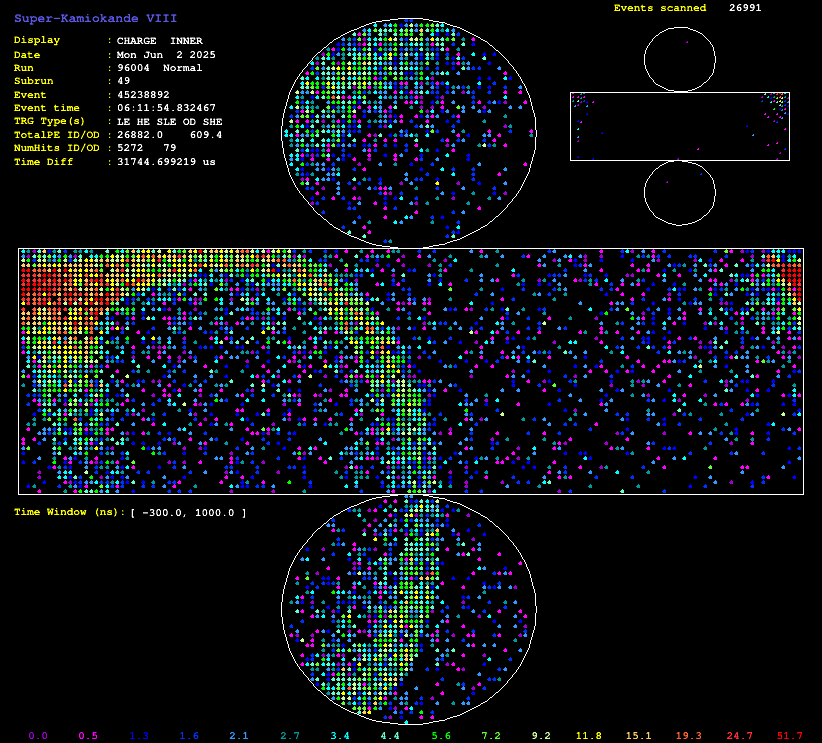 Super-Kamiokande VIII
Events scanned 26991
Display : CHARGE INNER
Date : Mon Jun 2 2025
Run : 96004 Normal
Subrun : 49
Event : 45238892
Event time : 06:11:54.832467
TRG Type(s) : LE HE SLE OD SHE
TotalPE ID/OD : 26882.0 609.4
NumHits ID/OD : 5272 79
Time Diff : 31744.699219 us
Time Window (ns): [ -300.0, 1000.0 ]
0.0 0.5 1.3 1.6 2.1 2.7 3.4 4.4 5.6 7.2 9.2 11.8 15.1 19.3 24.7 51.7